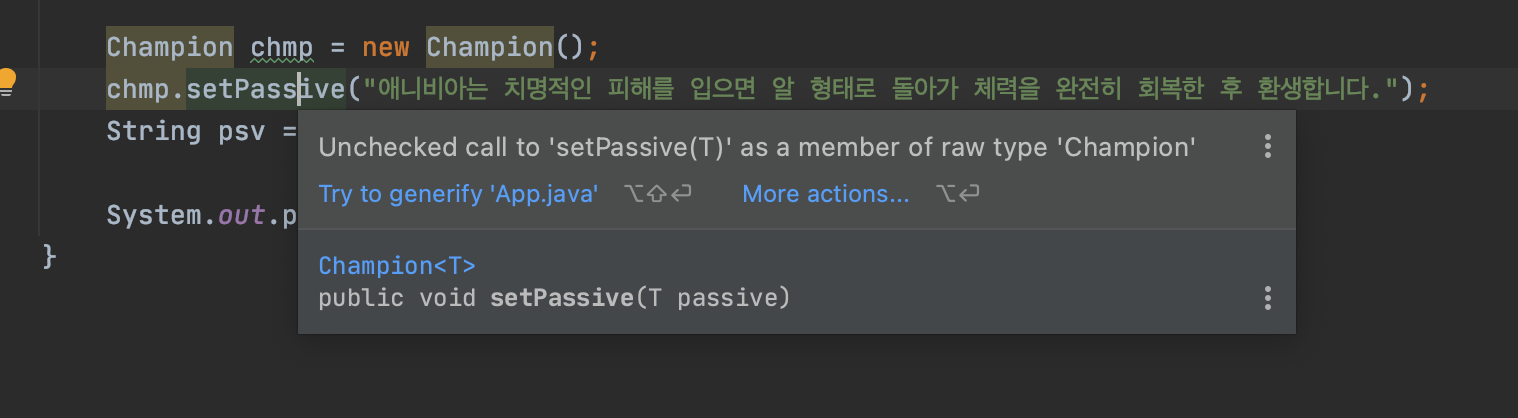 Champion chmp = new Champion();
chmp.setPassive("애니비아는 치명적인 피해를 입으면 알 형태로 돌아가 체력을 완전히 회복한 후 환생합니다.");
String psv =
Unchecked call to 'setPassive(T)' as a member of raw type 'Champion'
Try to generify 'App.java' ⌥⇧⏎ More actions... ⌥⏎
System.out.p
Champion<T>
public void setPassive(T passive)
}